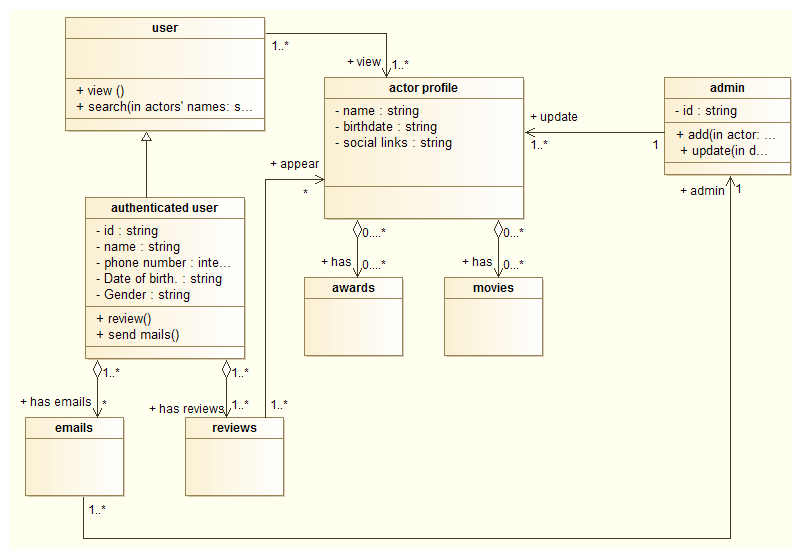 user
+ view ()
+ search(in actors' names: s...
1..*
+ view
1..*
actor profile
- name : string
- birthdate : string
- social links : string
admin
- id : string
+ add(in actor: ...
+ update(in d...
+ update
1..*
1
+ appear
*
+ admin
1
authenticated user
- id : string
- name : string
- phone number : inte...
- Date of birth. : string
- Gender : string
+ review()
+ send mails()
0....*
0...*
+ has
0....*
+ has
0...*
awards
movies
1..*
1..*
+ has emails
*
+ has reviews
1..*
1..*
emails
reviews
1..*